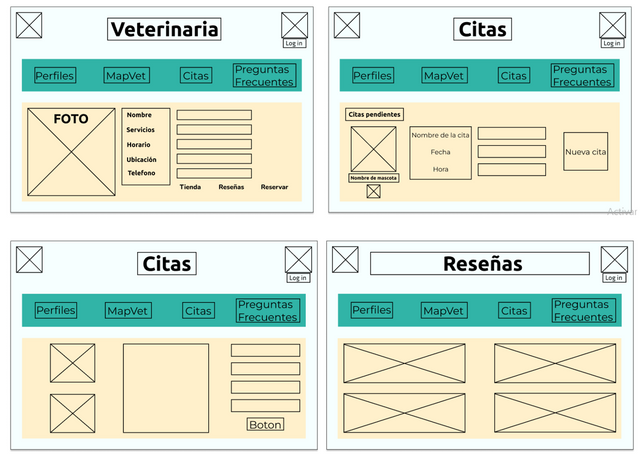 Veterinaria
Log in
Perfiles
MapVet
Citas
Preguntas
Frecuentes
FOTO
Nombre
Servicios
Horario
Ubicación
Telefono
Tienda
Reseñas
Reservar
Citas
Log in
Perfiles
MapVet
Citas
Preguntas
Frecuentes
Citas pendientes
Nombre de la cita
Fecha
Hora
Nueva cita
Nombre de mascota
Activar
Citas
Log in
Perfiles
MapVet
Citas
Preguntas
Frecuentes
Boton
Reseñas
Log in
Perfiles
MapVet
Citas
Preguntas
Frecuentes